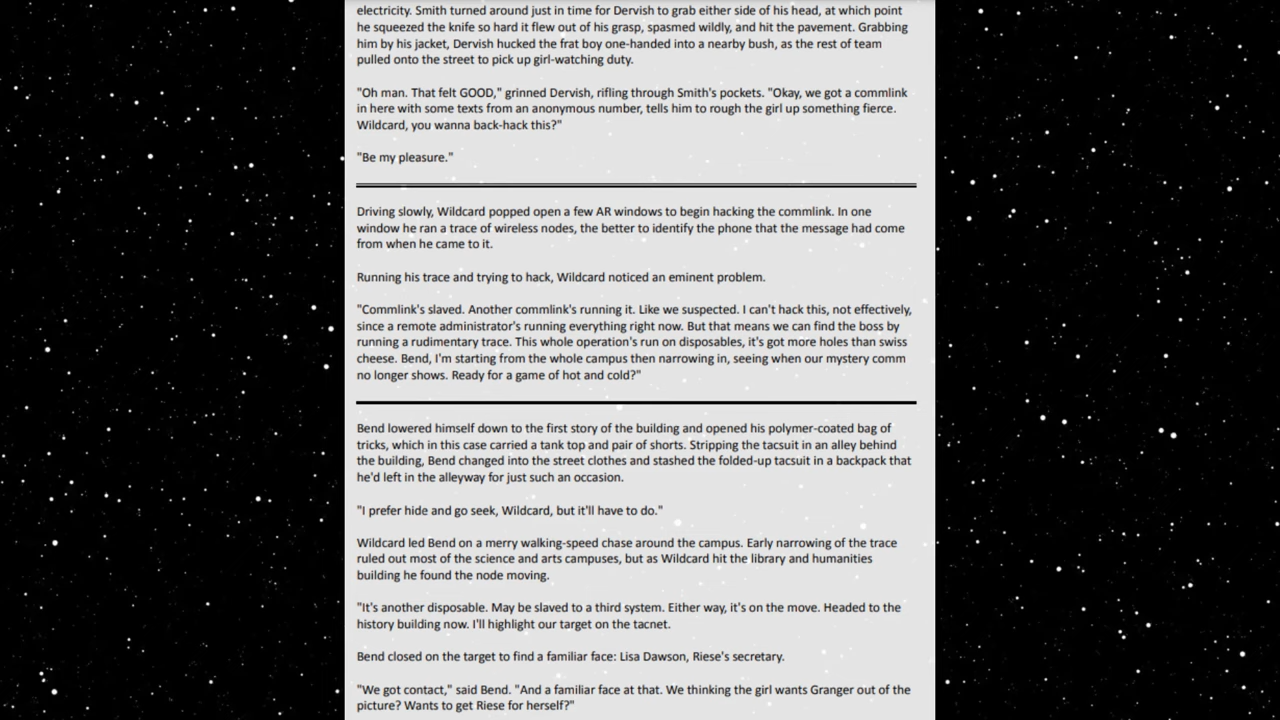 electricity. Smith turned around just in time for Dervish to grab either side of his head, at which point
he squeezed the knife so hard it flew out of his grasp, spasmed wildly, and hit the pavement. Grabbing
him by his jacket, Dervish hucked the frat boy one-handed into a nearby bush, as the rest of team
pulled onto the street to pick up girl-watching duty.
"Oh man. That felt GOOD," grinned Dervish, rifling through Smith's pockets. "Okay, we got a commlink
in here with some texts from an anonymous number, tells him to rough the girl up something fierce.
Wildcard, you wanna back-hack this?"
"Be my pleasure."
Driving slowly, Wildcard popped open a few AR windows to begin hacking the commlink. In one
window he ran a trace of wireless nodes, the better to identify the phone that the message had come
from when he came to it.
Running his trace and trying to hack, Wildcard noticed an eminent problem.
"Commlink's slaved. Another commlink's running it. Like we suspected. I can't hack this, not effectively,
since a remote administrator's running everything right now. But that means we can find the boss by
running a rudimentary trace. This whole operation's run on disposables, it's got more holes than swiss
cheese. Bend, I'm starting from the whole campus then narrowing in, seeing when our mystery comm
no longer shows. Ready for a game of hot and cold?"
Bend lowered himself down to the first story of the building and opened his polymer-coated bag of
tricks, which in this case carried a tank top and pair of shorts. Stripping the tacsuit in an alley behind
the building, Bend changed into the street clothes and stashed the folded-up tacsuit in a backpack that
he'd left in the alleyway for just such an occasion.
"I prefer hide and go seek, Wildcard, but it'll have to do."
Wildcard led Bend on a merry walking-speed chase around the campus. Early narrowing of the trace
ruled out most of the science and arts campuses, but as Wildcard hit the library and humanities
building he found the node moving.
"It's another disposable. May be slaved to a third system. Either way, it's on the move. Headed to the
history building now. I'll highlight our target on the tacnet.
Bend closed on the target to find a familiar face: Lisa Dawson, Riese's secretary.
"We got contact," said Bend. "And a familiar face at that. We thinking the girl wants Granger out of the
picture? Wants to get Riese for herself?"